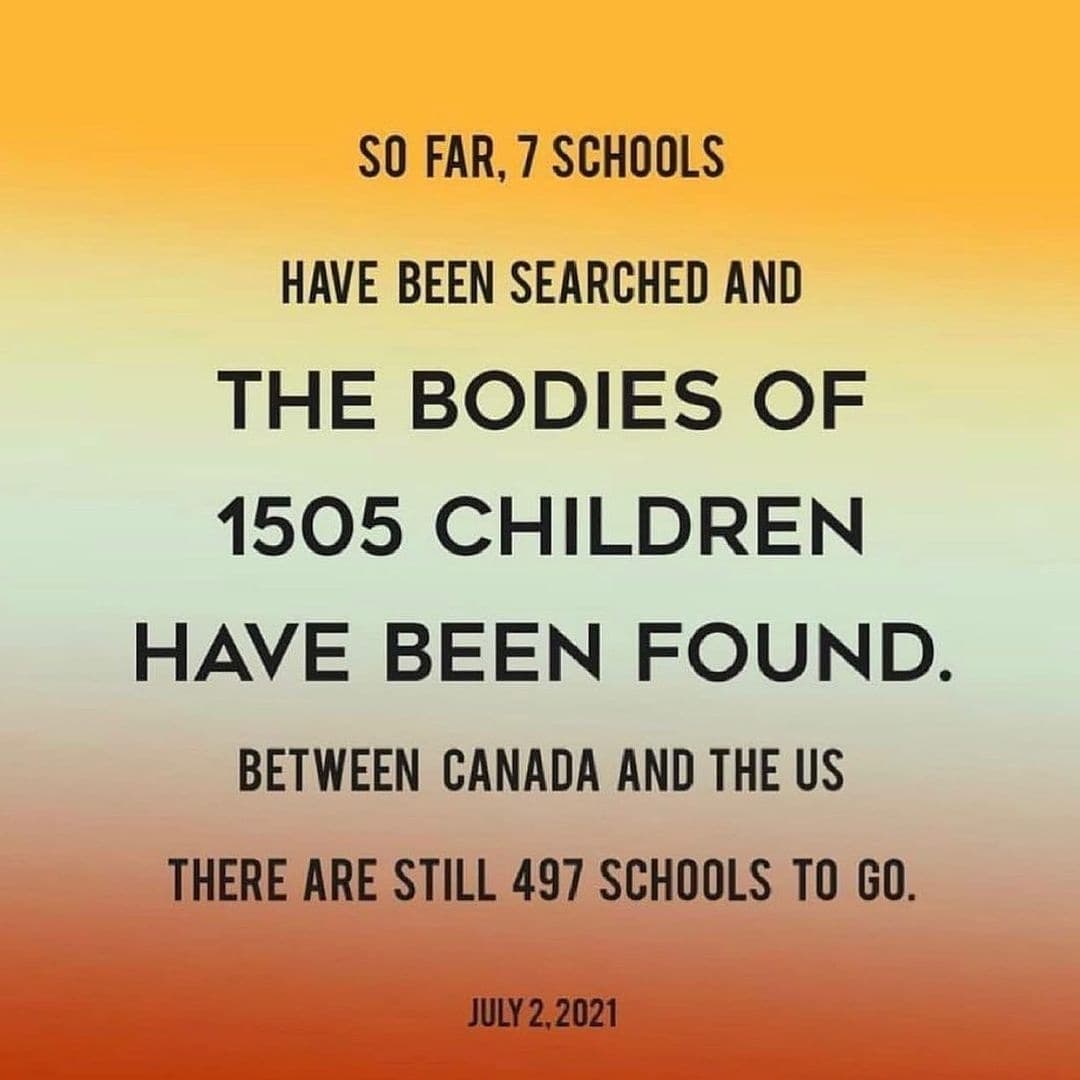 SO FAR, 7 SCHOOLS
HAVE BEEN SEARCHED AND
THE BODIES OF
1505 CHILDREN
HAVE BEEN FOUND.
BETWEEN CANADA AND THE US
THERE ARE STILL 497 SCHOOLS TO GO.
JULY 2, 2021